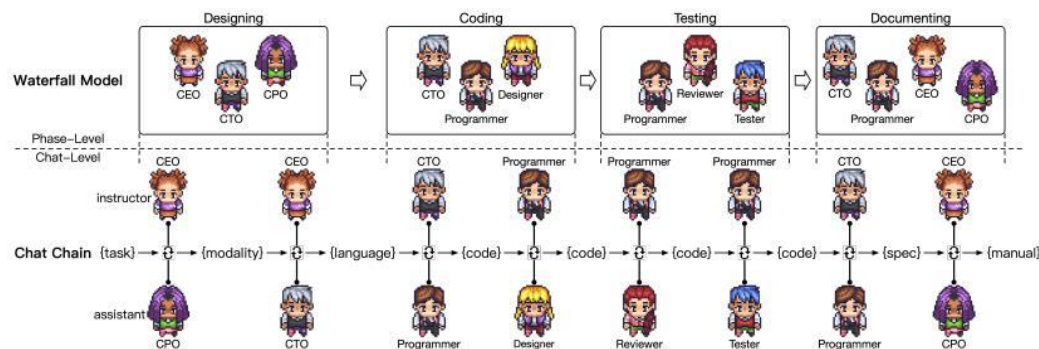 Designing Coding Testing Documenting
Waterfall Model
CEO CPO CTO
CTO Designer Programmer
Reviewer Programmer Tester
CTO CEO Programmer CPO
Phase-Level
Chat-Level
CEO CEO CTO Programmer Programmer Programmer CTO CEO
instructor
Chat Chain {task} {modality} {language} {code} {code} {code} {code} {spec} {manual}
assistant
CPO CTO Programmer Designer Reviewer Tester Programmer CPO